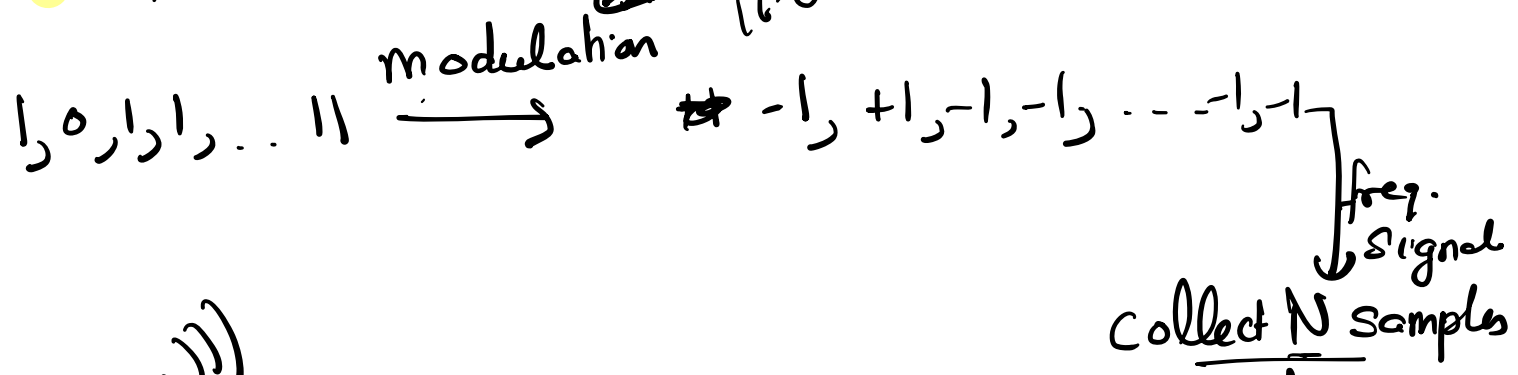 modulation
1,0,1,1,.. 11 → -1, +1,-1,-1, ... -1,-1
freq.
signal
collect N samples